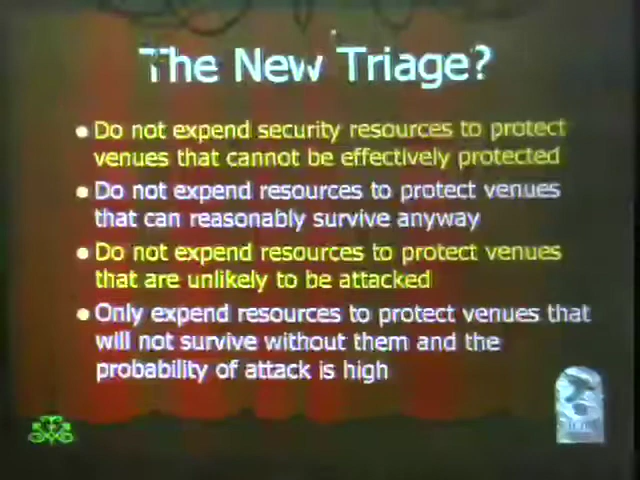 The New Triage?
Do not expend security resources to protect
venues that cannot be effectively protected
Do not expend resources to protect venues
that can reasonably survive anyway
Do not expend resources to protect venues
that are unlikely to be attacked
Only expend resources to protect venues that
will not survive without them and the
probability of attack is high